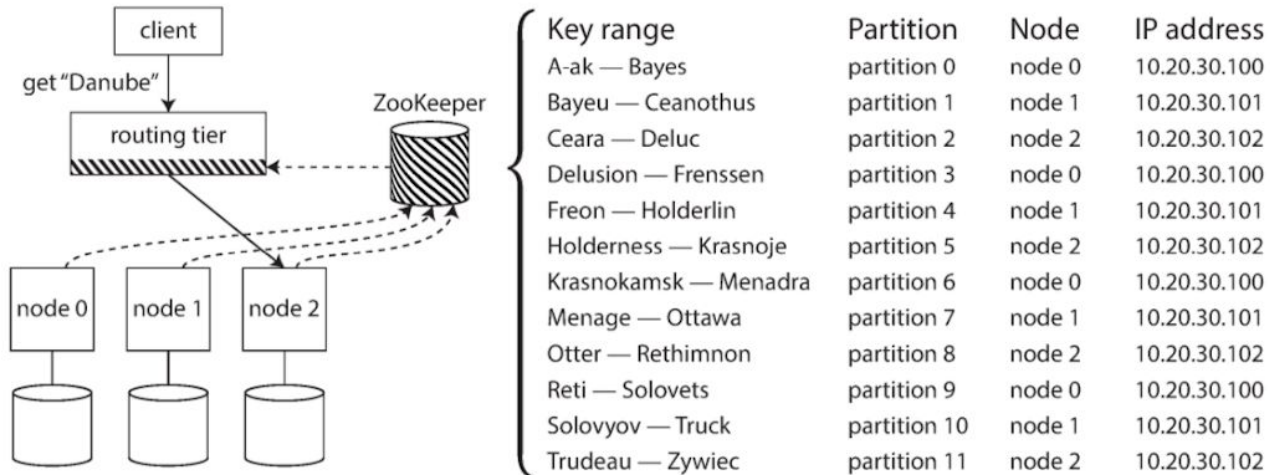 client
get “Danube”
routing tier
ZooKeeper
node 0 node 1 node 2
Key range Partition Node IP address
A-ak — Bayes partition 0 node 0 10.20.30.100
Bayeu — Ceanothus partition 1 node 1 10.20.30.101
Ceara — Deluc partition 2 node 2 10.20.30.102
Delusion — Frenssen partition 3 node 0 10.20.30.100
Freon — Holderlin partition 4 node 1 10.20.30.101
Holderness — Krasnoje partition 5 node 2 10.20.30.102
Krasnokamsk — Menadra partition 6 node 0 10.20.30.100
Menage — Ottawa partition 7 node 1 10.20.30.101
Otter — Rethimnon partition 8 node 2 10.20.30.102
Reti — Solovets partition 9 node 0 10.20.30.100
Solovyov — Truck partition 10 node 1 10.20.30.101
Trudeau — Zywiec partition 11 node 2 10.20.30.102